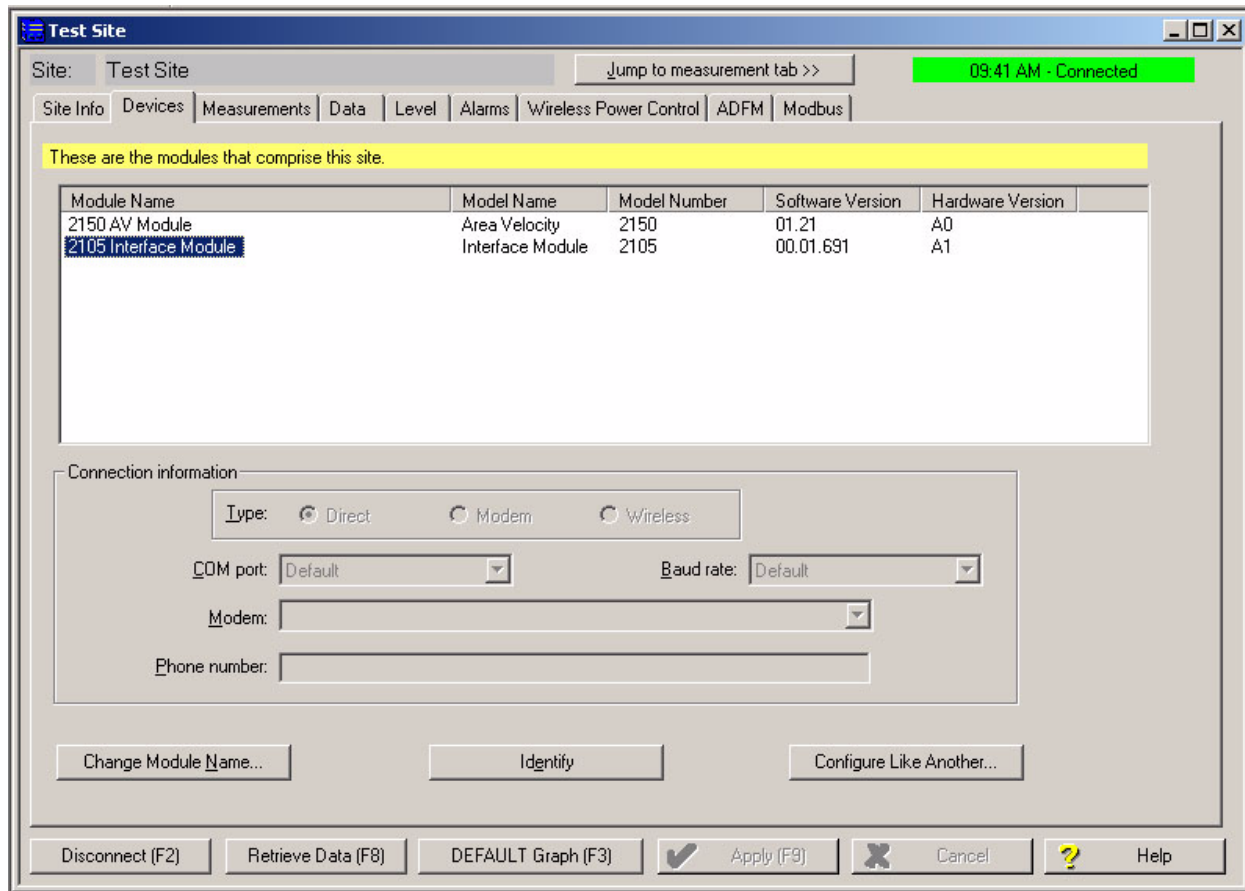 Test Site
Site: Test Site Jump to measurement tab >> 09:41 AM - Connected
Site Info Devices Measurements Data Level Alarms Wireless Power Control ADFM Modbus
These are the modules that comprise this site.
Module Name Model Name Model Number Software Version Hardware Version
2150 AV Module Area Velocity 2150 01.21 A0
2105 Interface Module Interface Module 2105 00.01.691 A1
Connection information
Type: Direct Modem Wireless
COM port: Default Baud rate: Default
Modem:
Phone number:
Change Module Name... Identify Configure Like Another...
Disconnect (F2) Retrieve Data (F8) DEFAULT Graph (F3) Apply (F9) Cancel Help